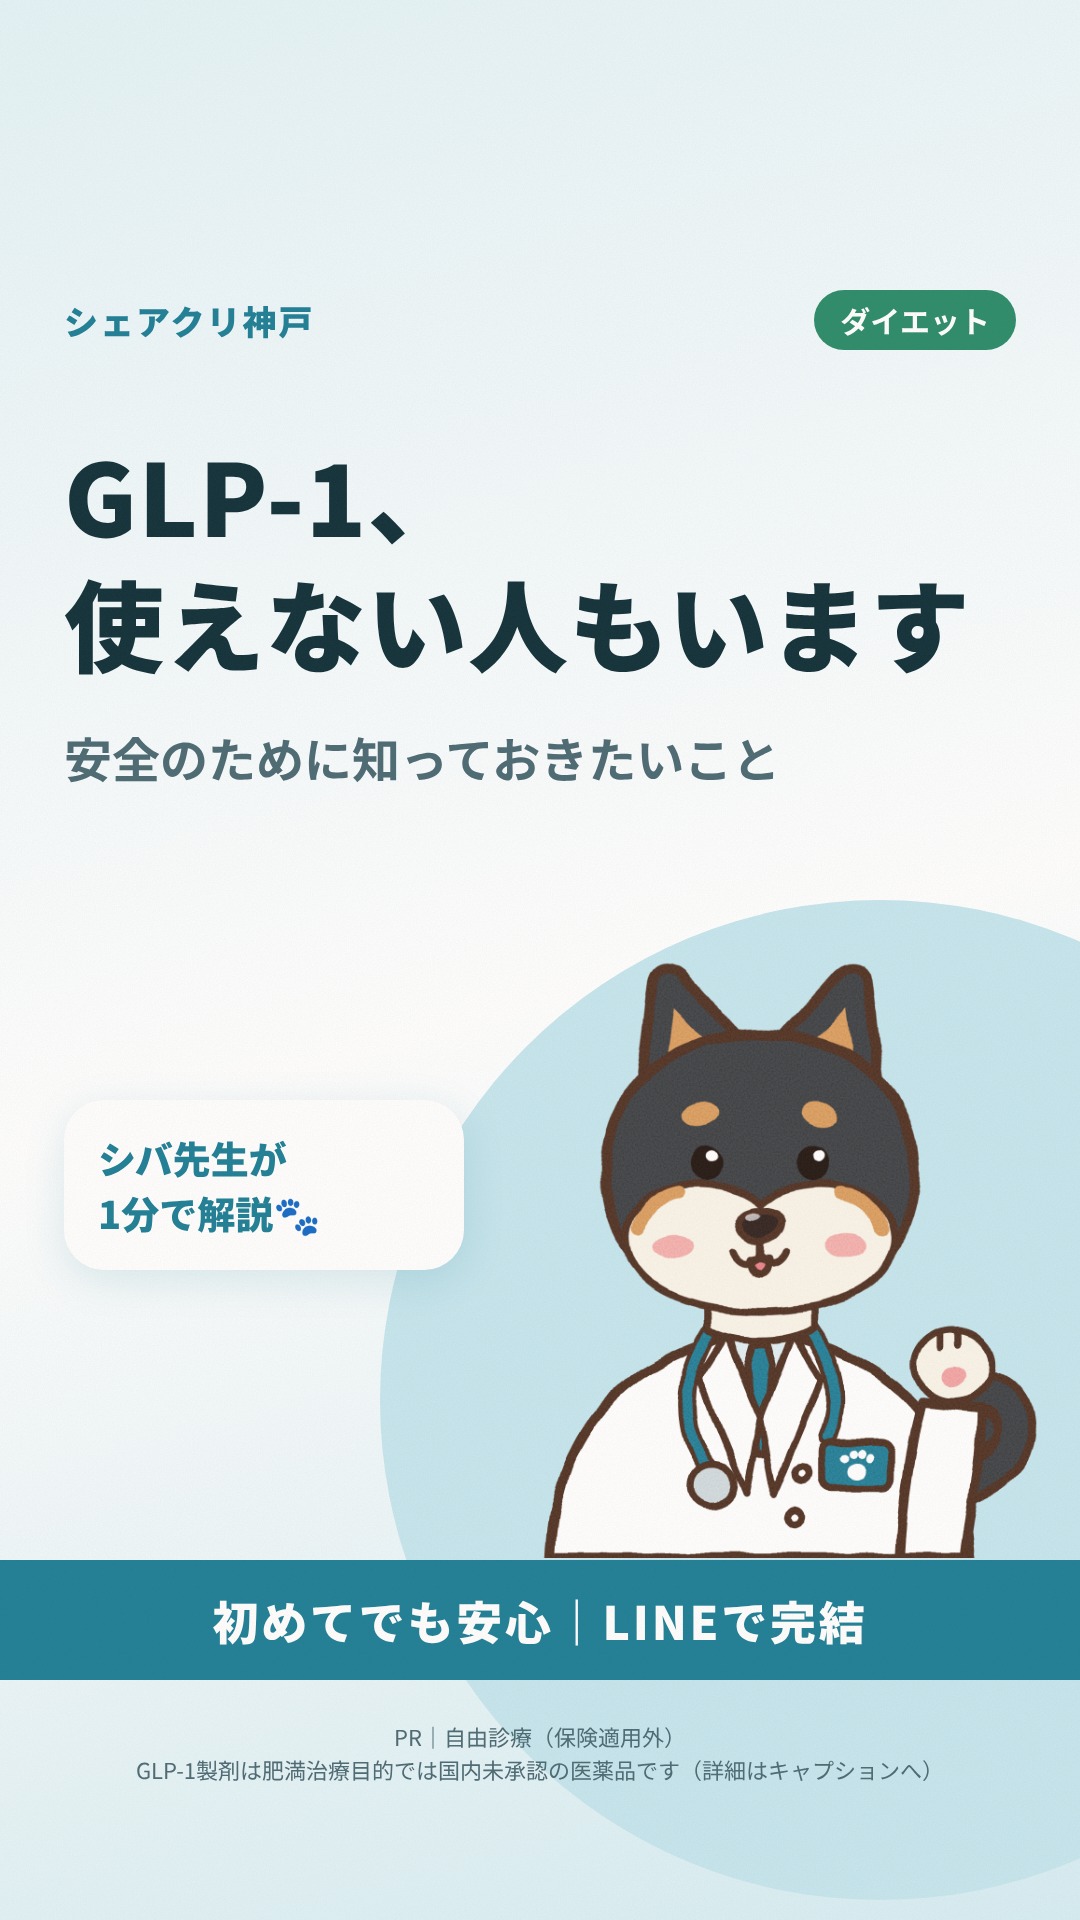 シェアクリ神戸
ダイエット
GLP-1、
使えない人もいます
安全のために知っておきたいこと
シバ先生が
1分で解説🐾
初めてでも安心｜LINEで完結
PR｜自由診療（保険適用外）
GLP-1製剤は肥満治療目的では国内未承認の医薬品です（詳細はキャプションへ）